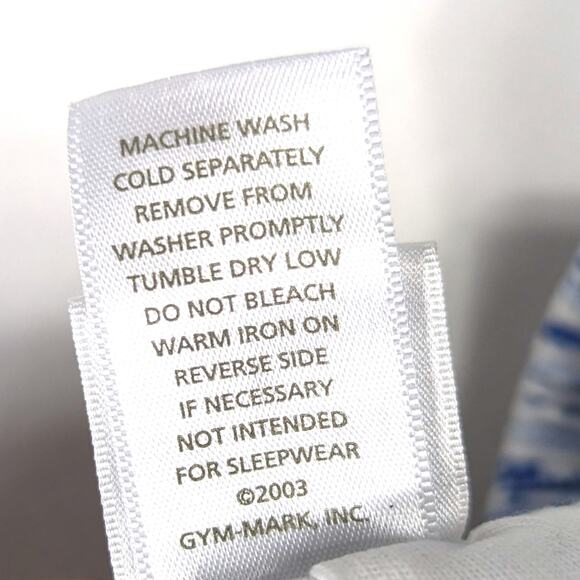 MACHINE WASH
COLD SEPARATELY
REMOVE FROM
WASHER PROMPTLY
TUMBLE DRY LOW
DO NOT BLEACH
WARM IRON ON
REVERSE SIDE
IF NECESSARY
NOT INTENDED
FOR SLEEPWEAR
©2003
GYM-MARK, INC.